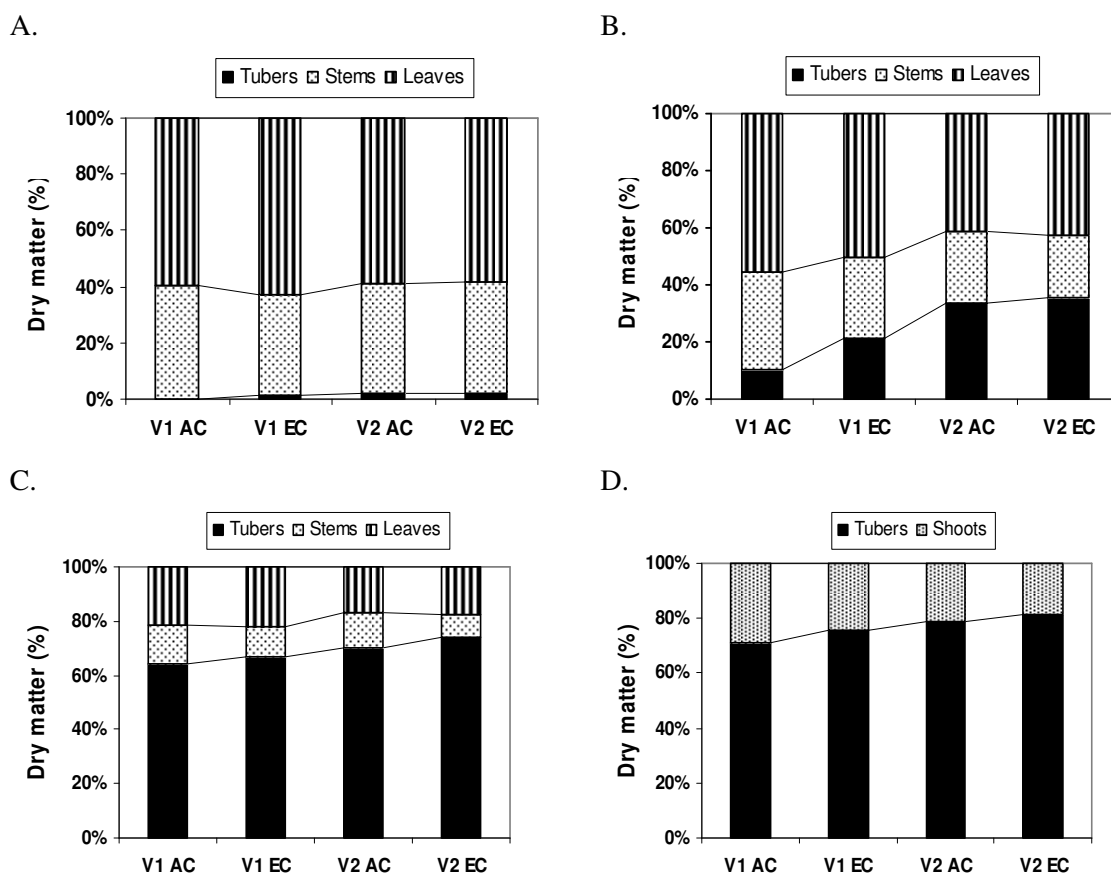 A.
Tubers Stems Leaves
Dry matter (%)
100%
80%
60%
40%
20%
0%
V1 AC V1 EC V2 AC V2 EC
B.
Tubers Stems Leaves
Dry matter (%)
100%
80%
60%
40%
20%
0%
V1 AC V1 EC V2 AC V2 EC
C.
Tubers Stems Leaves
Dry matter (%)
100%
80%
60%
40%
20%
0%
V1 AC V1 EC V2 AC V2 EC
D.
Tubers Shoots
Dry matter (%)
100%
80%
60%
40%
20%
0%
V1 AC V1 EC V2 AC V2 EC